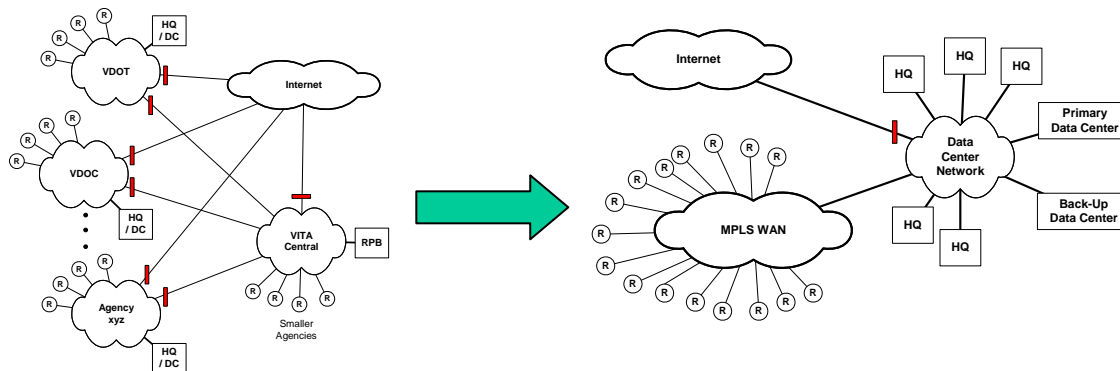 R
R
R
R
HQ
/ DC
VDOT
Internet
R
R
R
R
VDOC
HQ
/ DC
VITA
Central
RPB
R
R
R
R
Smaller
Agencies
R
R
R
R
Agency
xyz
HQ
/ DC
Internet
HQ
HQ
HQ
Primary
Data Center
Data
Center
Network
Back-Up
Data Center
HQ
HQ
R
R
R
R
R
R
R
R
MPLS WAN
R
R
R
R
R
R
R
R